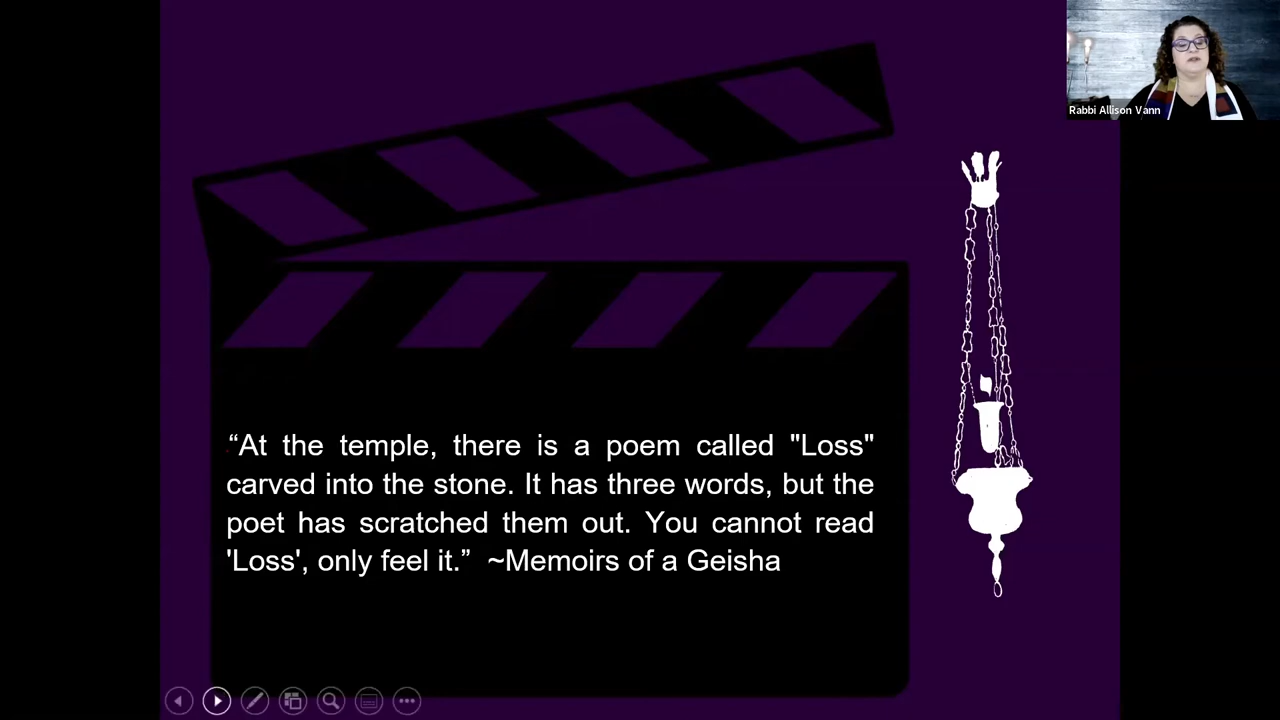 Rabbi Allison Vann
“At the temple, there is a poem called "Loss"
carved into the stone. It has three words, but the
poet has scratched them out. You cannot read
'Loss', only feel it.” ~Memoirs of a Geisha